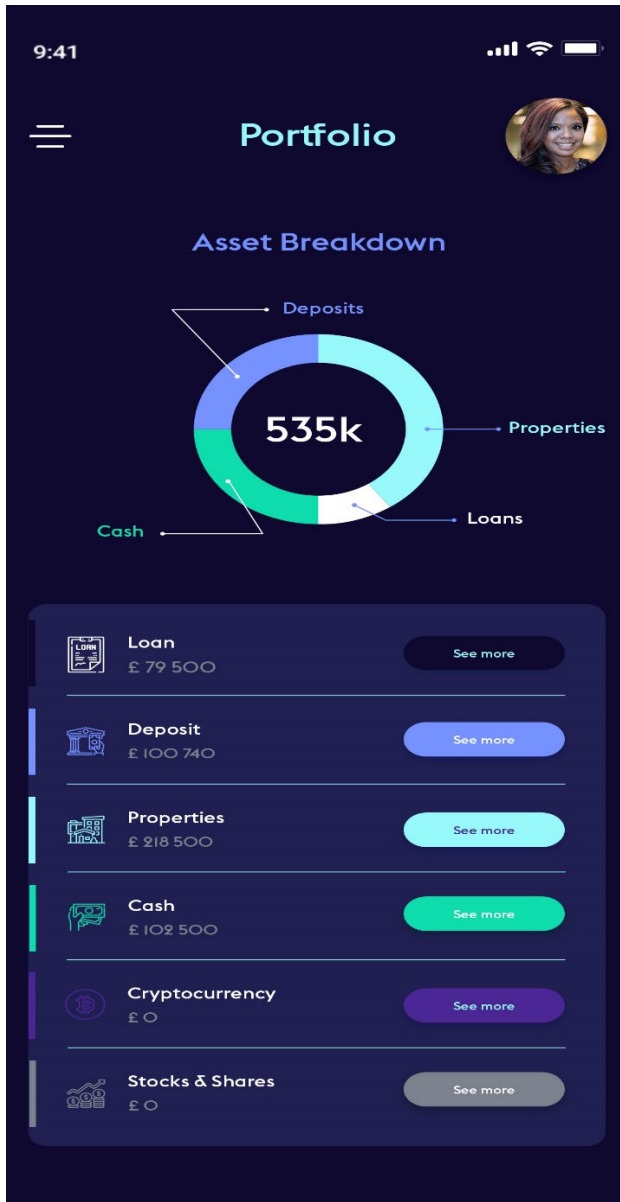 9:41
Portfolio
Asset Breakdown
Deposits
535k
Properties
Loans
Cash
LOAN
Loan
£ 79 500
See more
Deposit
£ 100 740
See more
Properties
£ 218 500
See more
Cash
£ 102 500
See more
Cryptocurrency
£ 0
See more
Stocks & Shares
£ 0
See more